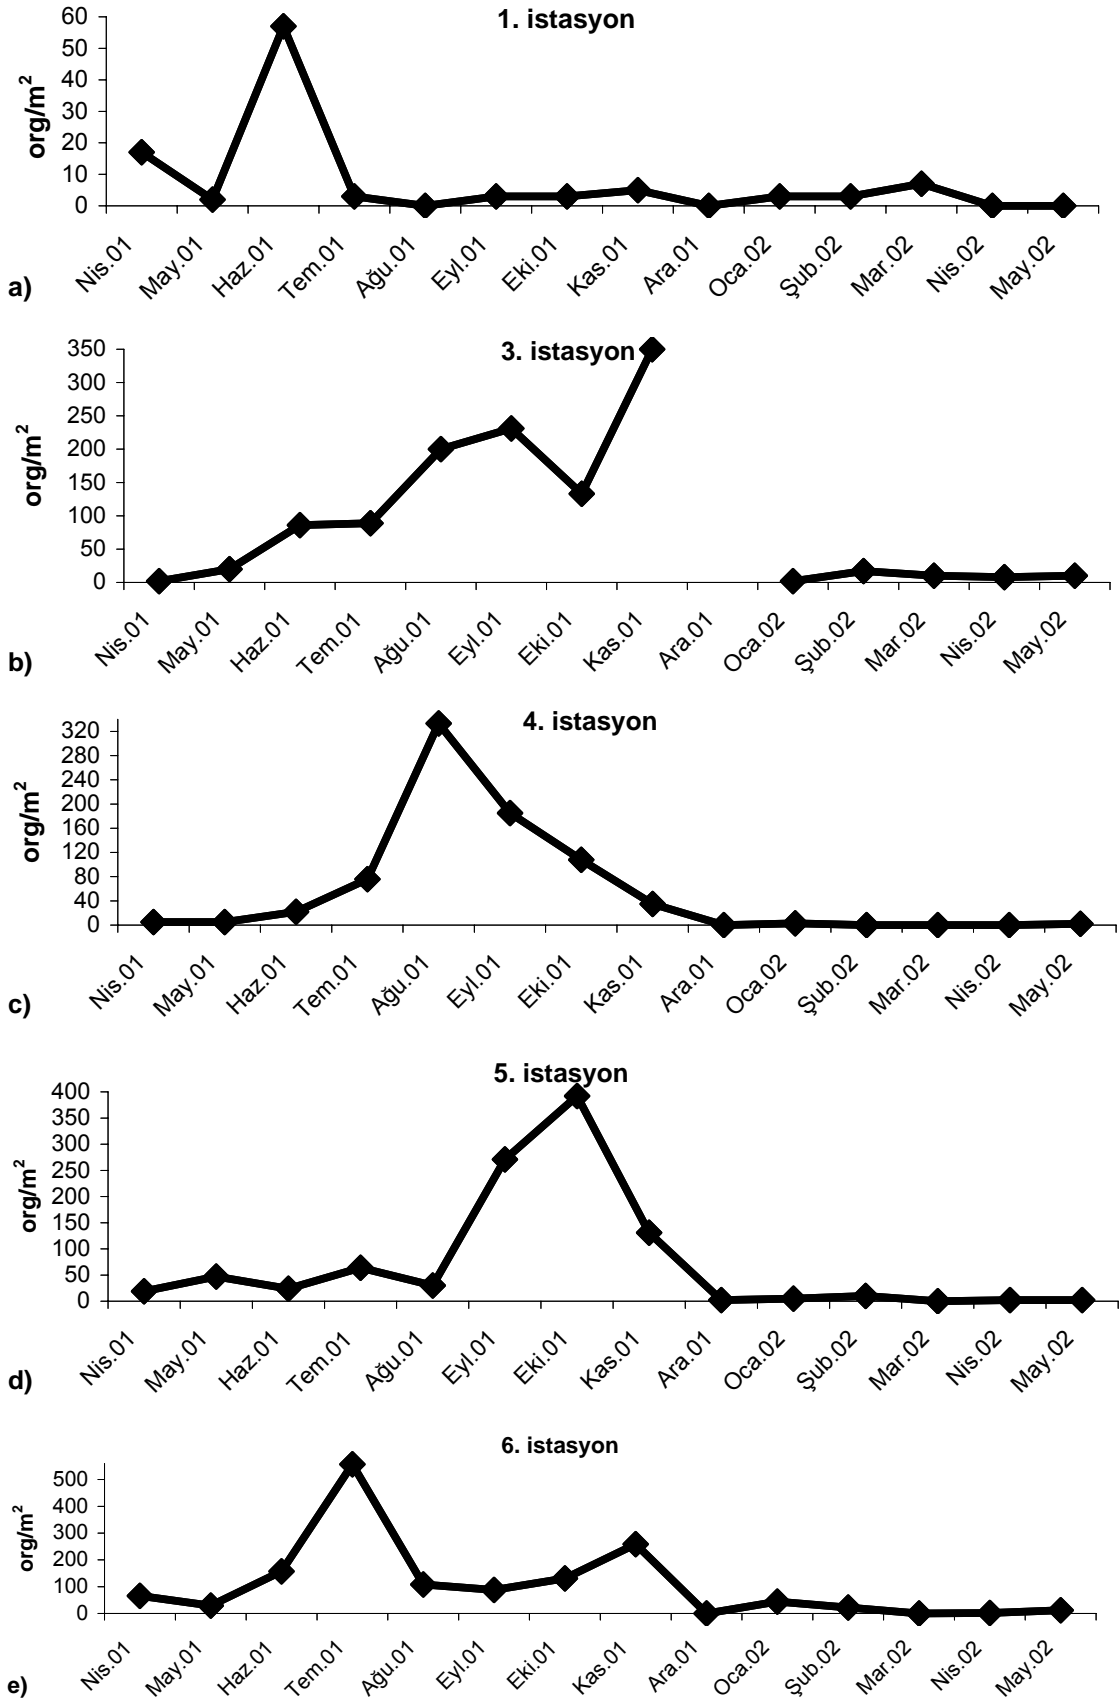 1. istasyon
org/m²
60
50
40
30
20
10
0
Nis.01 May.01 Haz.01 Tem.01 Ağu.01 Eyl.01 Eki.01 Kas.01 Ara.01 Oca.02 Şub.02 Mar.02 Nis.02 May.02
a)
3. istasyon
org/m²
350
300
250
200
150
100
50
0
Nis.01 May.01 Haz.01 Tem.01 Ağu.01 Eyl.01 Eki.01 Kas.01 Ara.01 Oca.02 Şub.02 Mar.02 Nis.02 May.02
b)
4. istasyon
org/m²
320
280
240
200
160
120
80
40
0
Nis.01 May.01 Haz.01 Tem.01 Ağu.01 Eyl.01 Eki.01 Kas.01 Ara.01 Oca.02 Şub.02 Mar.02 Nis.02 May.02
c)
5. istasyon
org/m²
400
350
300
250
200
150
100
50
0
Nis.01 May.01 Haz.01 Tem.01 Ağu.01 Eyl.01 Eki.01 Kas.01 Ara.01 Oca.02 Şub.02 Mar.02 Nis.02 May.02
d)
6. istasyon
org/m²
500
400
300
200
100
0
Nis.01 May.01 Haz.01 Tem.01 Ağu.01 Eyl.01 Eki.01 Kas.01 Ara.01 Oca.02 Şub.02 Mar.02 Nis.02 May.02
e)